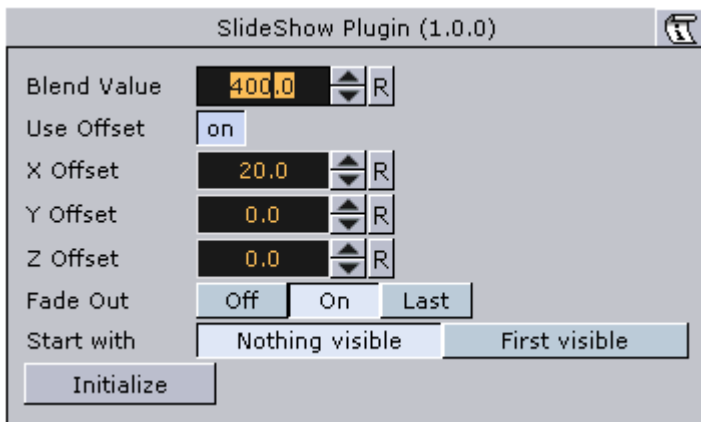 SlideShow Plugin (1.0.0)
Blend Value 400.0 R
Use Offset on
X Offset 20.0 R
Y Offset 0.0 R
Z Offset 0.0 R
Fade Out Off On Last
Start with Nothing visible First visible
Initialize